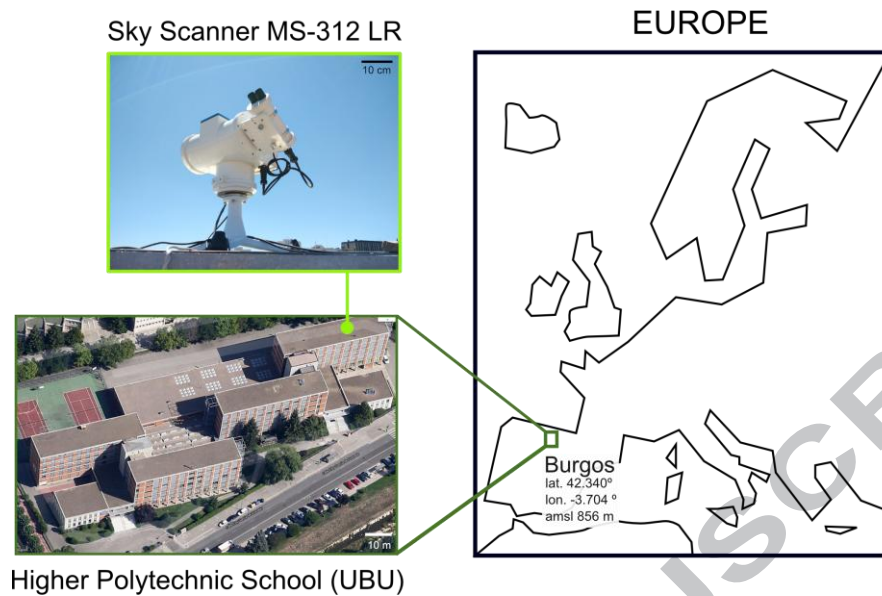 Sky Scanner MS-312 LR
10 cm
EUROPE
Burgos
lat. 42.340º
lon. -3.704 º
amsl 856 m
10 m
Higher Polytechnic School (UBU)